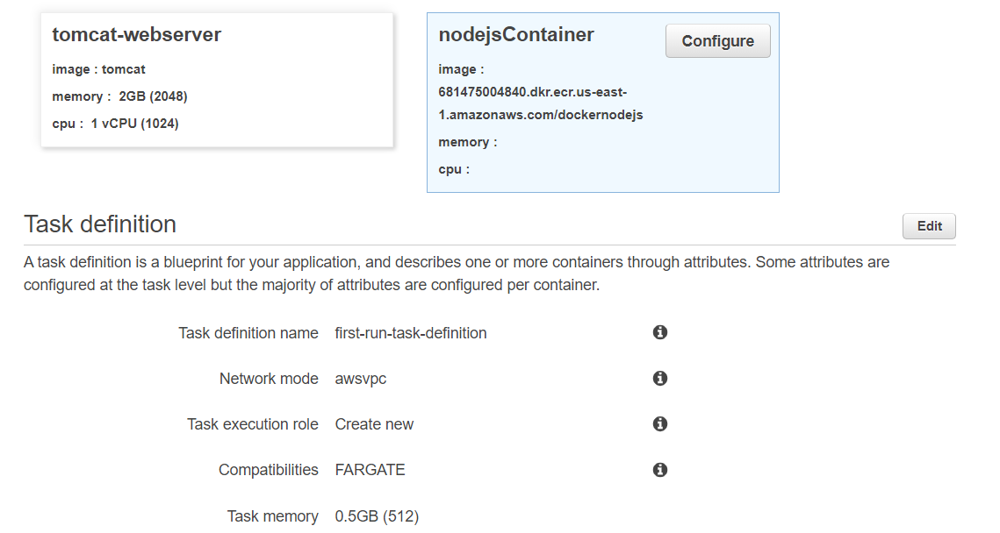 tomcat-webserver
image : tomcat
memory : 2GB (2048)
cpu : 1 vCPU (1024)
nodejsContainer
Configure
image :
681475004840.dkr.ecr.us-east-
1.amazonaws.com/dockernodejs
memory :
cpu :
Task definition
Edit
A task definition is a blueprint for your application, and describes one or more containers through attributes. Some attributes are
configured at the task level but the majority of attributes are configured per container.
Task definition name first-run-task-definition
Network mode awsvpc
Task execution role Create new
Compatibilities FARGATE
Task memory 0.5GB (512)